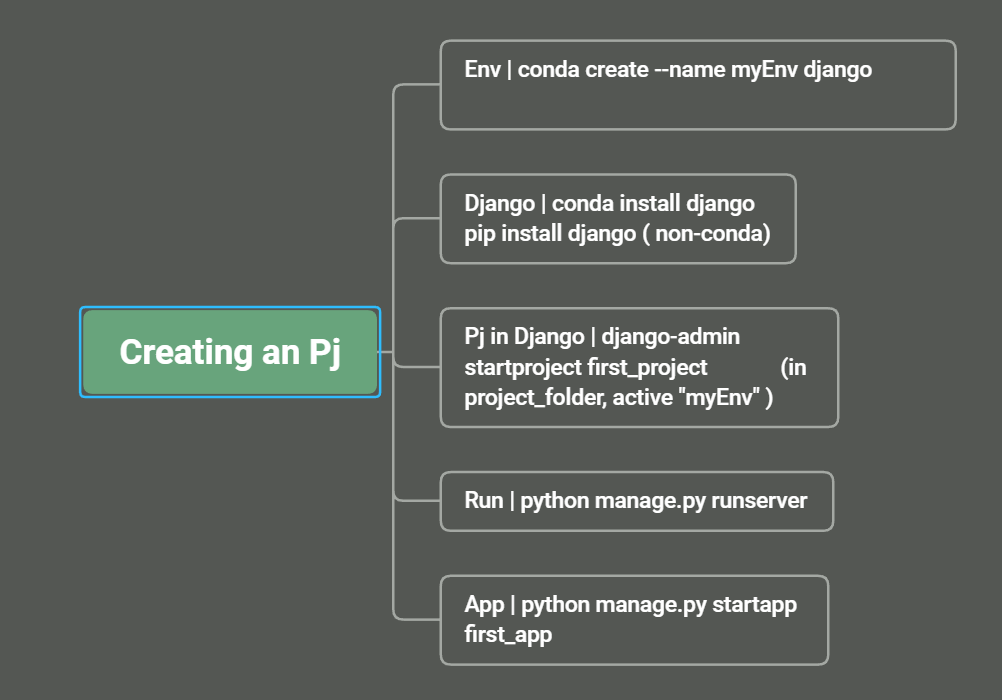 Env | conda create --name myEnv django
Django | conda install django
pip install django ( non-conda)
Creating an Pj
Pj in Django | django-admin
startproject first_project (in
project_folder, active "myEnv" )
Run | python manage.py runserver
App | python manage.py startapp
first_app